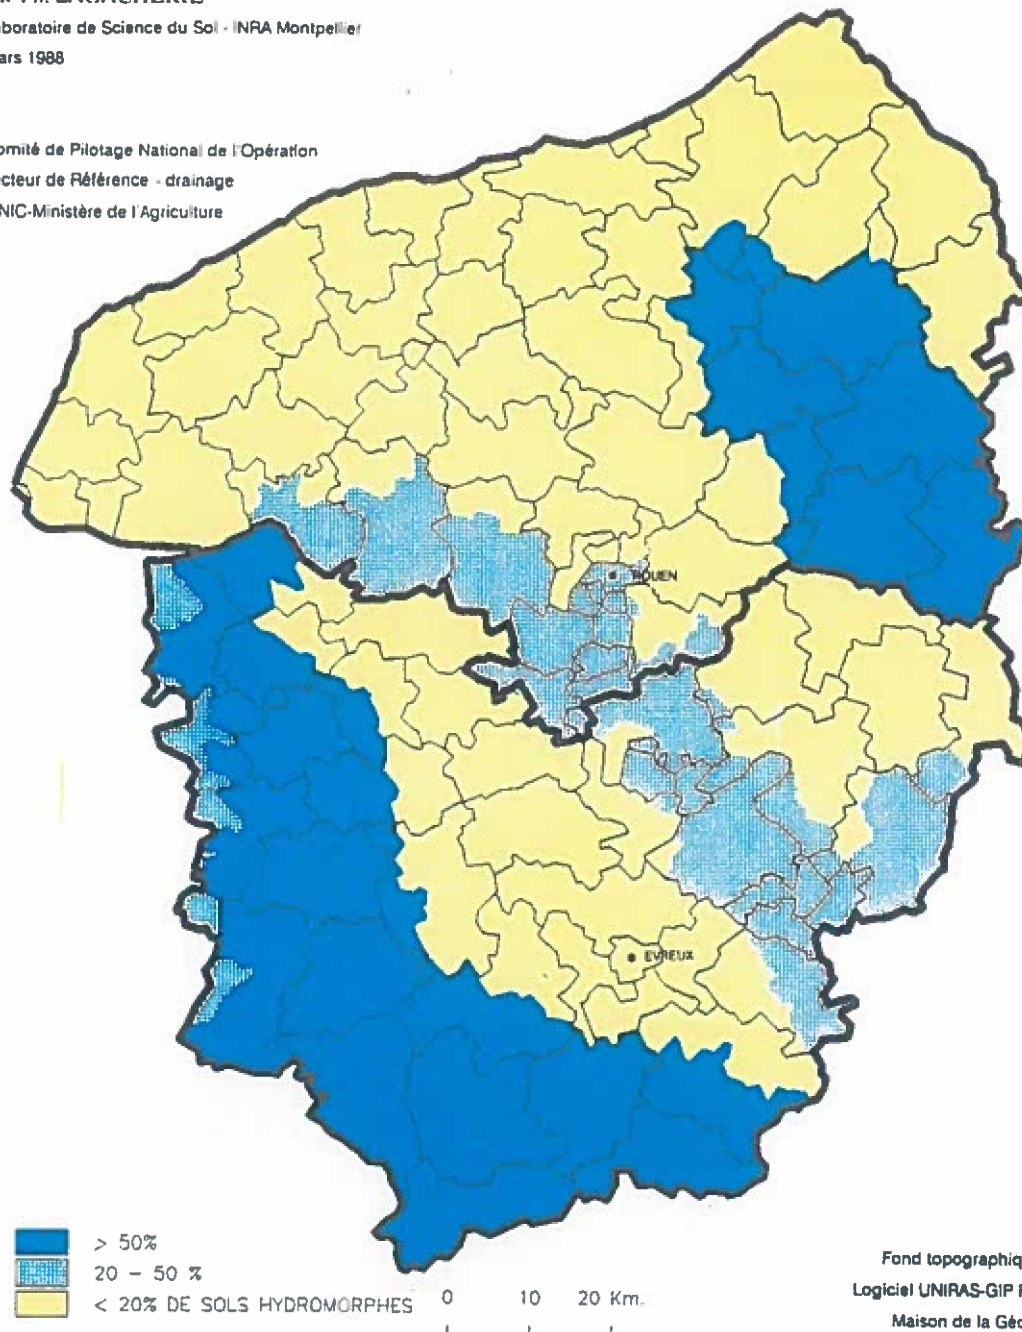 boratoire de Science du Sol - INRA Montpellier
ars 1988
omité de Pilotage National de l'Opération
cteur de Référence - drainage
NIC-Ministère de l'Agriculture
ROUEN
EVREUX
> 50%
20 - 50 %
< 20% DE SOLS HYDROMORPHES
0 10 20 Km.
Fond topographiq
Logiciel UNIRAS-GIP
Maison de la Géo